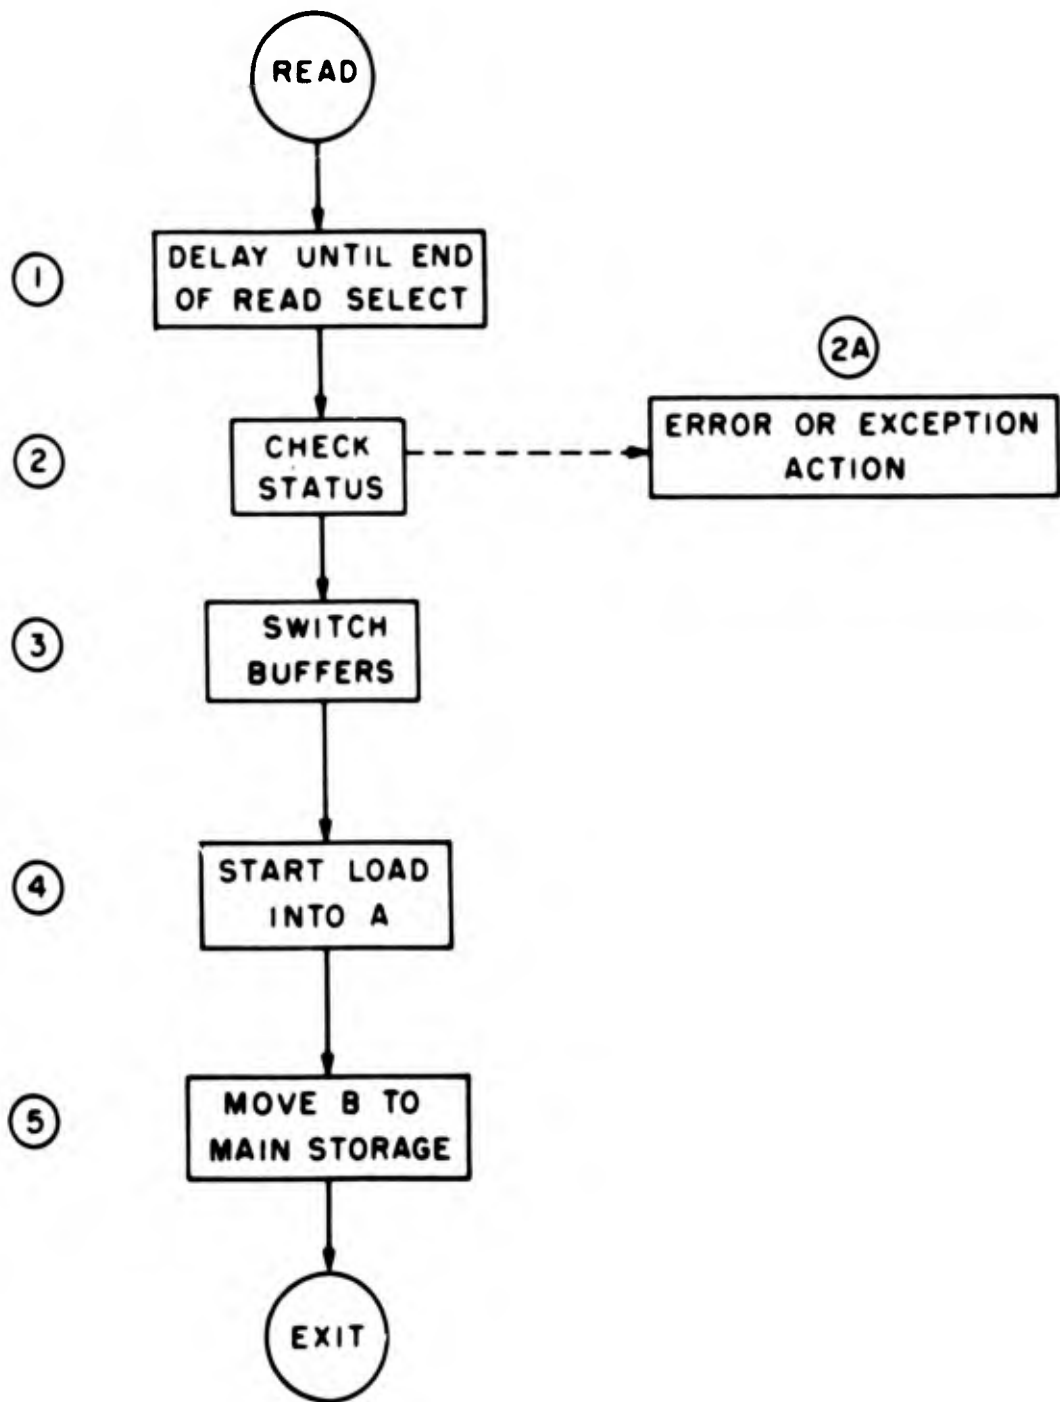 READ
1
DELAY UNTIL END
OF READ SELECT
2A
2
CHECK
STATUS
ERROR OR EXCEPTION
ACTION
3
SWITCH
BUFFERS
4
START LOAD
INTO A
5
MOVE B TO
MAIN STORAGE
EXIT